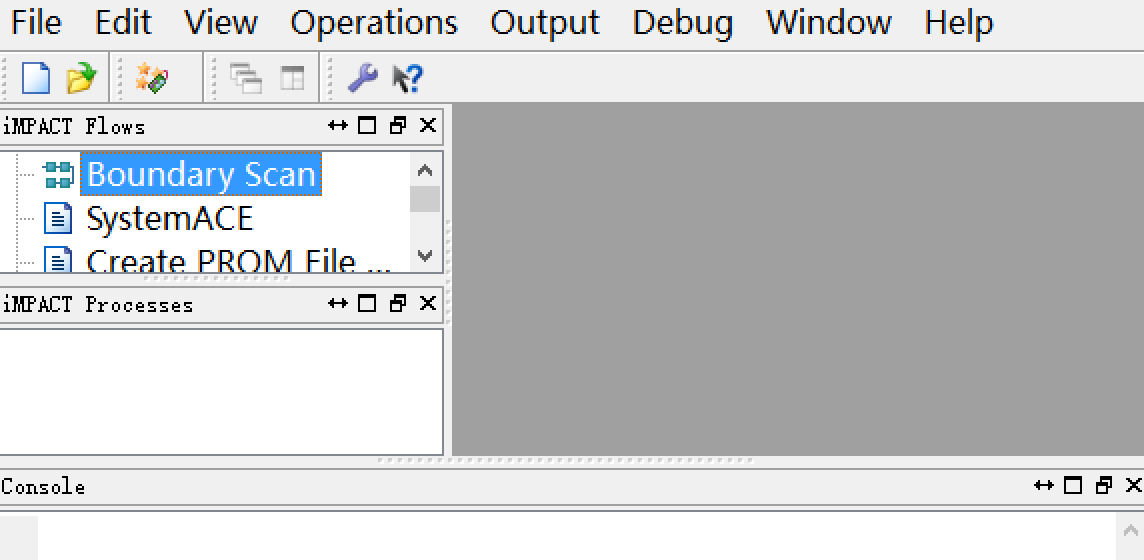 File Edit View Operations Output Debug Window Help
iMPACT Flows
Boundary Scan
SystemACE
Create PROM File ...
iMPACT Processes
Console